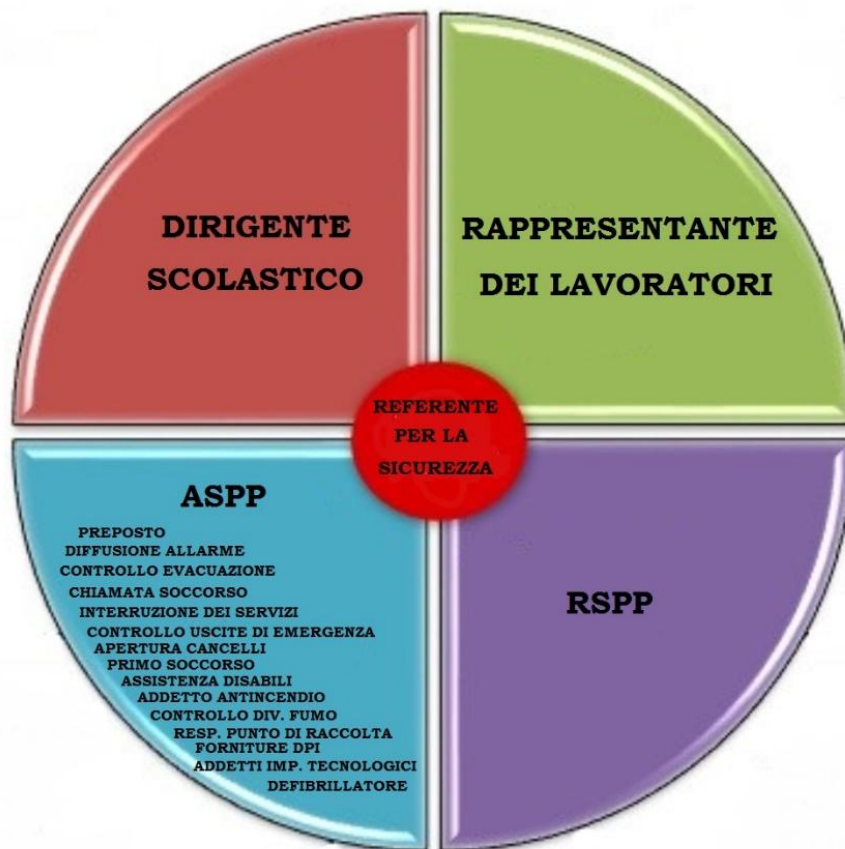 DIRIGENTE
SCOLASTICO
RAPPRESENTANTE
DEI LAVORATORI
REFERENTE
PER LA
SICUREZZA
ASPP
PREPOSTO
DIFFUSIONE ALLARME
CONTROLLO EVACUAZIONE
CHIAMATA SOCCORSO
INTERRUZIONE DEI SERVIZI
CONTROLLO USCITE DI EMERGENZA
APERTURA CANCELLI
PRIMO SOCCORSO
ASSISTENZA DISABILI
ADDETTO ANTINCENDIO
CONTROLLO DIV. FUMO
RESP. PUNTO DI RACCOLTA
FORNITURE DPI
ADDETTI IMP. TECNOLOGICI
DEFIBRILLATORE
RSPP